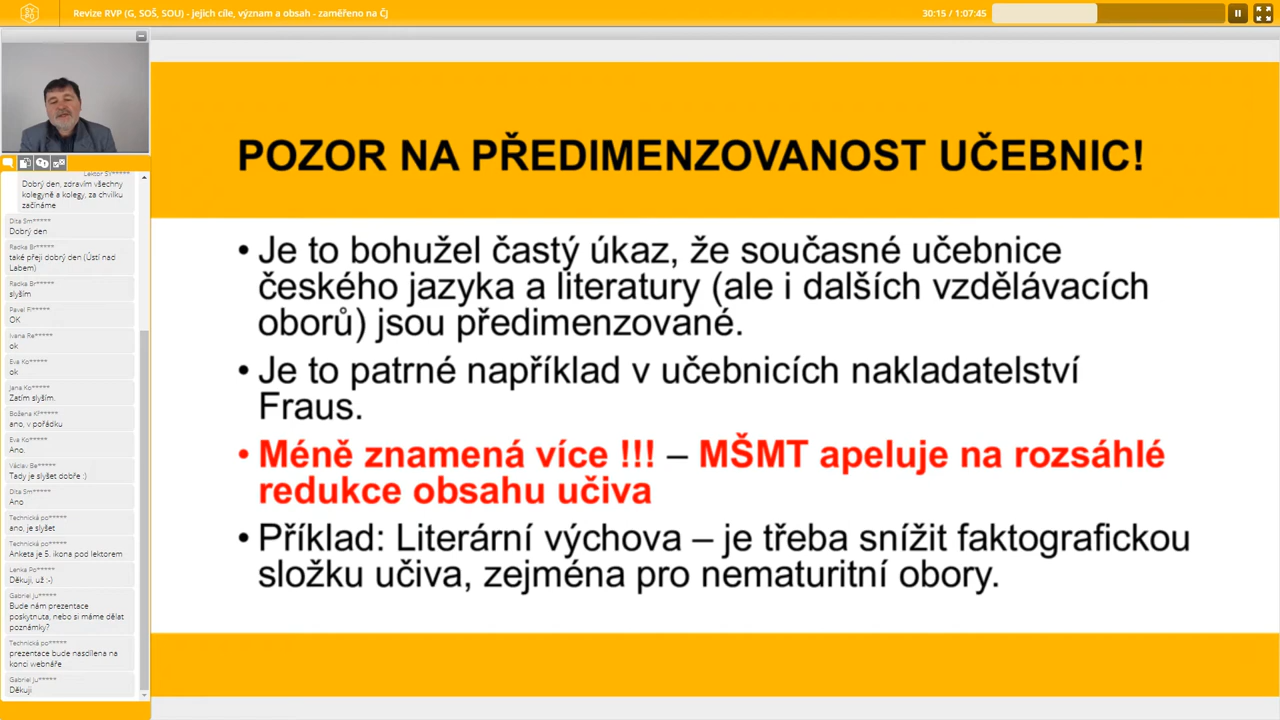 Revize RVP (G, SOŠ, SOU) - jejich cíle, význam a obsah - zaměřeno na Čj
30:15 / 1:07:45
Lektor SY*****
Dobrý den, zdravím všechny
kolegyně a kolegy, za chvilku
začínáme
Dita Sm*****
Dobrý den
Radka Br*****
také přeji dobrý den (Ústí nad
Labem)
Radka Br*****
slyším
Pavel Fi*****
OK
Ivana Re*****
ok
Eva Ko*****
ok
Jana Ko*****
Zatím slyším.
Božena Kř*****
ano, v pořádku
Eva Ko*****
Ano.
Václav Be*****
Tady je slyšet dobře :)
Dita Sm*****
Ano
Technická po*****
ano, je slyšet
Technická po*****
Anketa je 5. ikona pod lektorem
Lenka Po*****
Děkuji, už :-)
Gabriel Ju*****
Bude nám prezentace
poskytnuta, nebo si máme dělat
poznámky?
Technická po*****
prezentace bude nasdílena na
konci webnáře
Gabriel Ju*****
Děkuji
POZOR NA PŘEDIMENZOVANOST UČEBNIC!
• Je to bohužel častý úkaz, že současné učebnice
českého jazyka a literatury (ale i dalších vzdělávacích
oborů) jsou předimenzované.
• Je to patrné například v učebnicích nakladatelství
Fraus.
• Méně znamená více !!! – MŠMT apeluje na rozsáhlé
redukce obsahu učiva
• Příklad: Literární výchova – je třeba snížit faktografickou
složku učiva, zejména pro nematuritní obory.